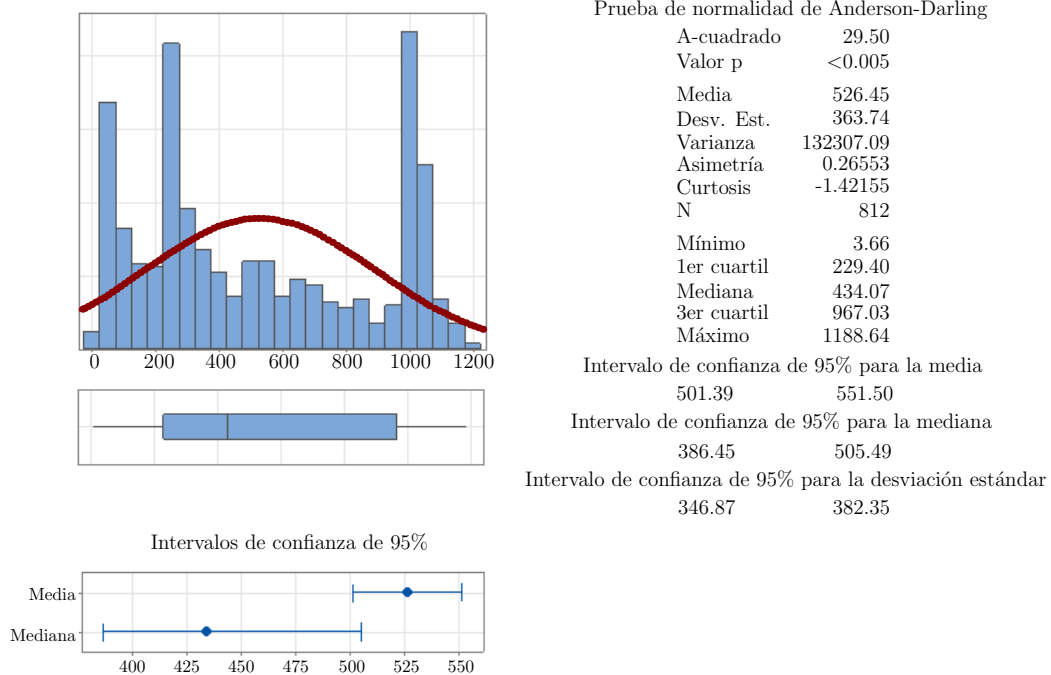 0 200 400 600 800 1000 1200
Intervalos de confianza de 95%
Media
Mediana
400 425 450 475 500 525 550
Prueba de normalidad de Anderson-Darling
A-cuadrado 29.50
Valor p <0.005
Media 526.45
Desv. Est. 363.74
Varianza 132307.09
Asimetría 0.26553
Curtosis -1.42155
N 812
Mínimo 3.66
1er cuartil 229.40
Mediana 434.07
3er cuartil 967.03
Máximo 1188.64
Intervalo de confianza de 95% para la media
501.39 551.50
Intervalo de confianza de 95% para la mediana
386.45 505.49
Intervalo de confianza de 95% para la desviación estándar
346.87 382.35